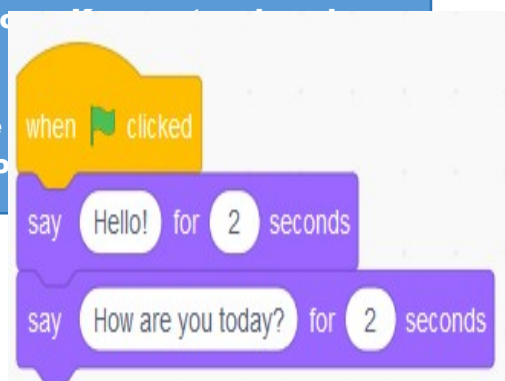 when clicked
say Hello! for 2 seconds
say How are you today? for 2 seconds